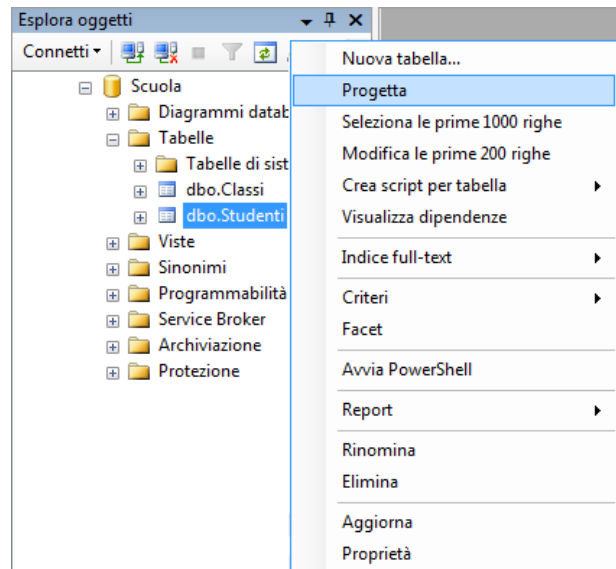 Esplora oggetti
Connetti
Scuola
Diagrammi datab
Tabelle
Tabelle di sist
dbo.Classi
dbo.Studenti
Viste
Sinonimi
Programmabilità
Service Broker
Archiviazione
Protezione
Nuova tabella...
Progetta
Seleziona le prime 1000 righe
Modifica le prime 200 righe
Crea script per tabella
Visualizza dipendenze
Indice full-text
Criteri
Facet
Avvia PowerShell
Report
Rinomina
Elimina
Aggiorna
Proprietà